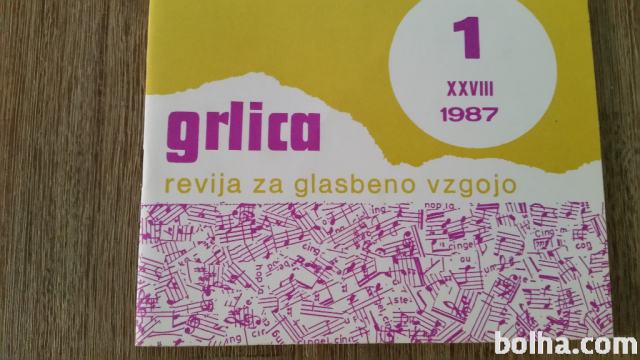 1
XXVIII
1987
grlica
revija za glasbeno vzgojo
bolha.com